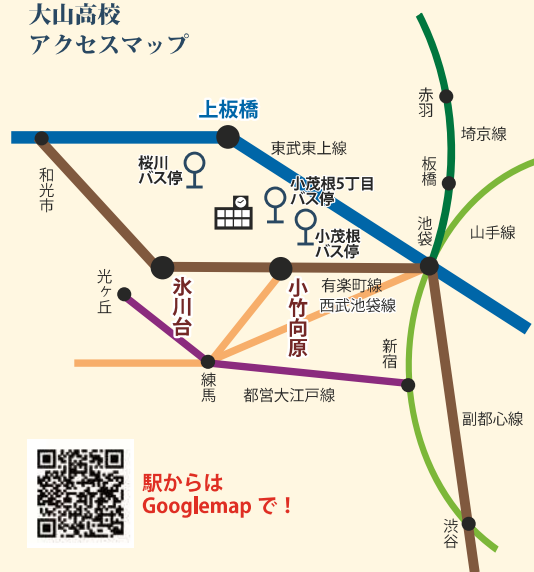 大山高校
アクセスマップ
赤羽
上板橋
埼京線
東武東上線
桜川
バス停
板橋
和光市
小茂根5丁目
バス停
池袋
山手線
小茂根
バス停
光ヶ丘
氷川台
小竹向原
有楽町線
西武池袋線
新宿
練馬
都営大江戸線
副都心線
駅からは
Googlemap で！
渋谷